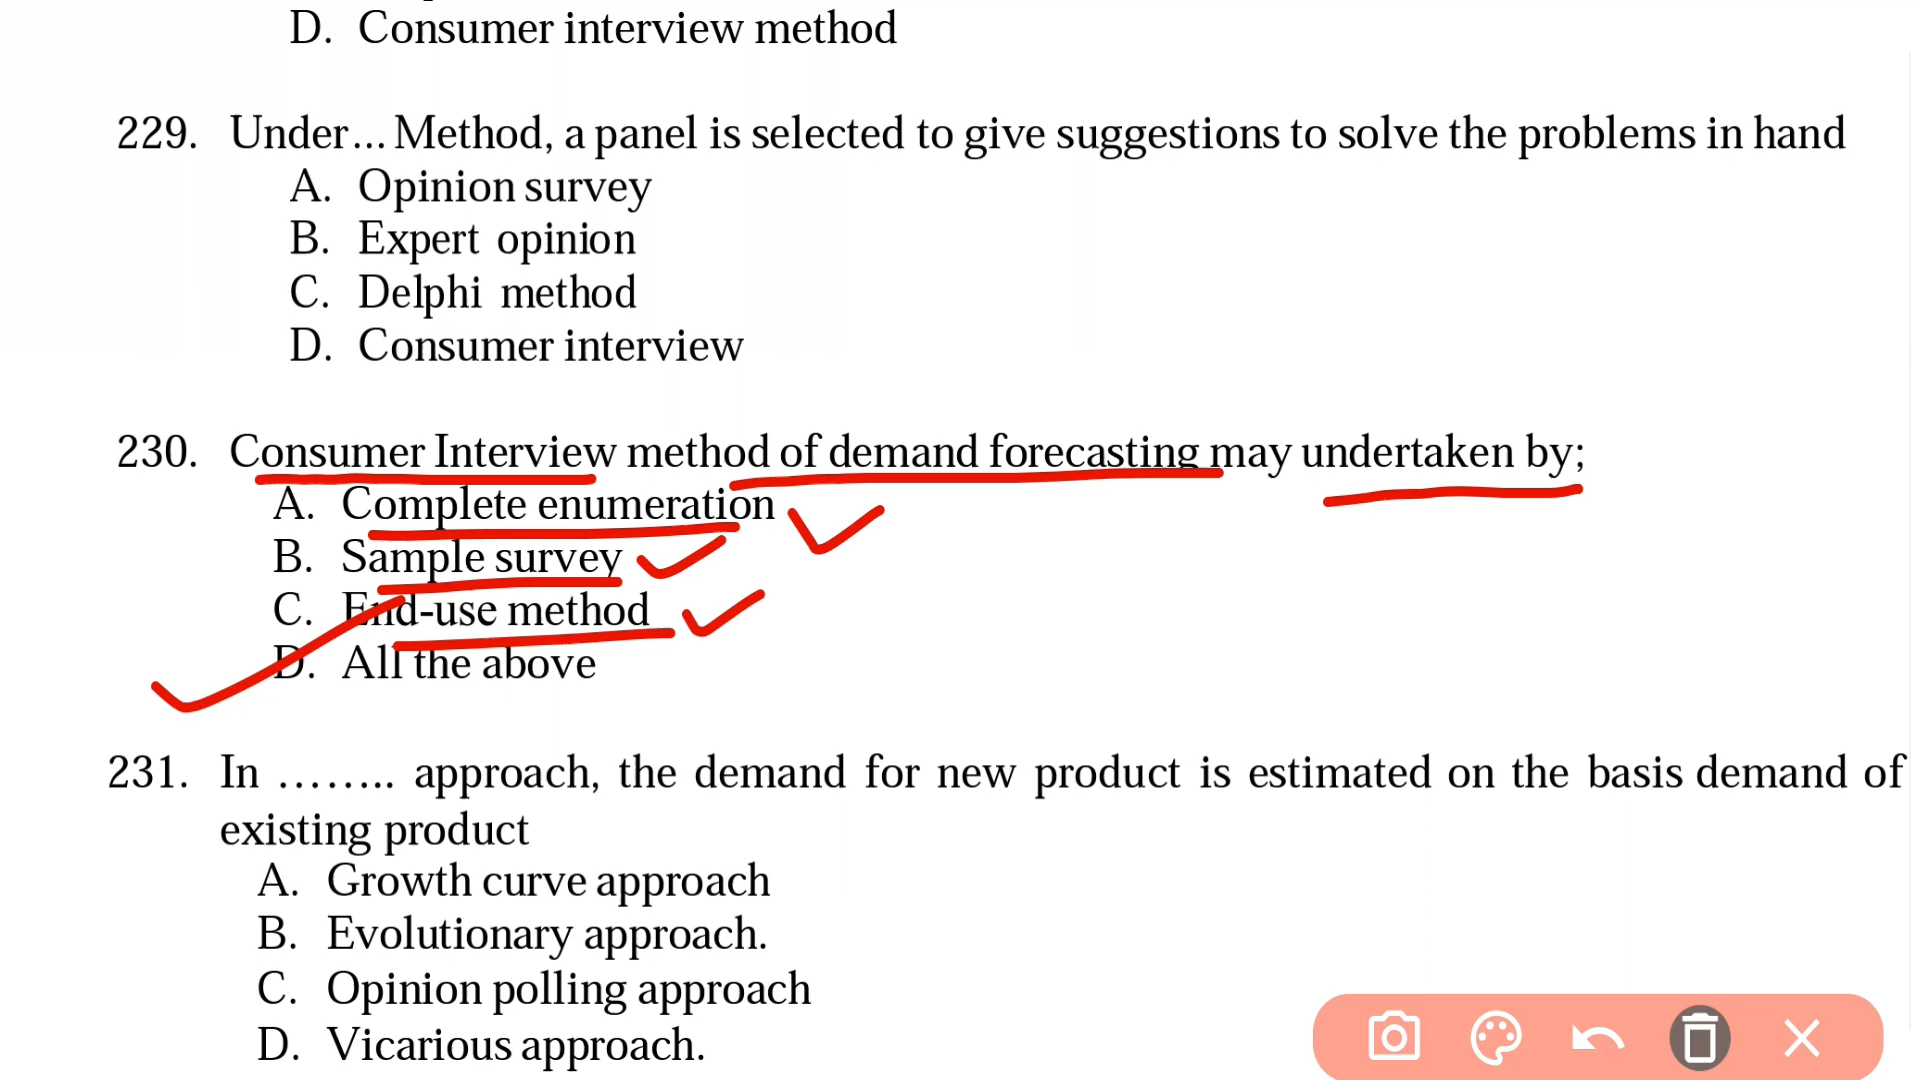 D. Consumer interview method
229. Under... Method, a panel is selected to give suggestions to solve the problems in hand
A. Opinion survey
B. Expert opinion
C. Delphi method
D. Consumer interview
230. Consumer Interview method of demand forecasting may undertaken by;
A. Complete enumeration
B. Sample survey
C. End-use method
D. All the above
231. In …….. approach, the demand for new product is estimated on the basis demand of
existing product
A. Growth curve approach
B. Evolutionary approach.
C. Opinion polling approach
D. Vicarious approach.